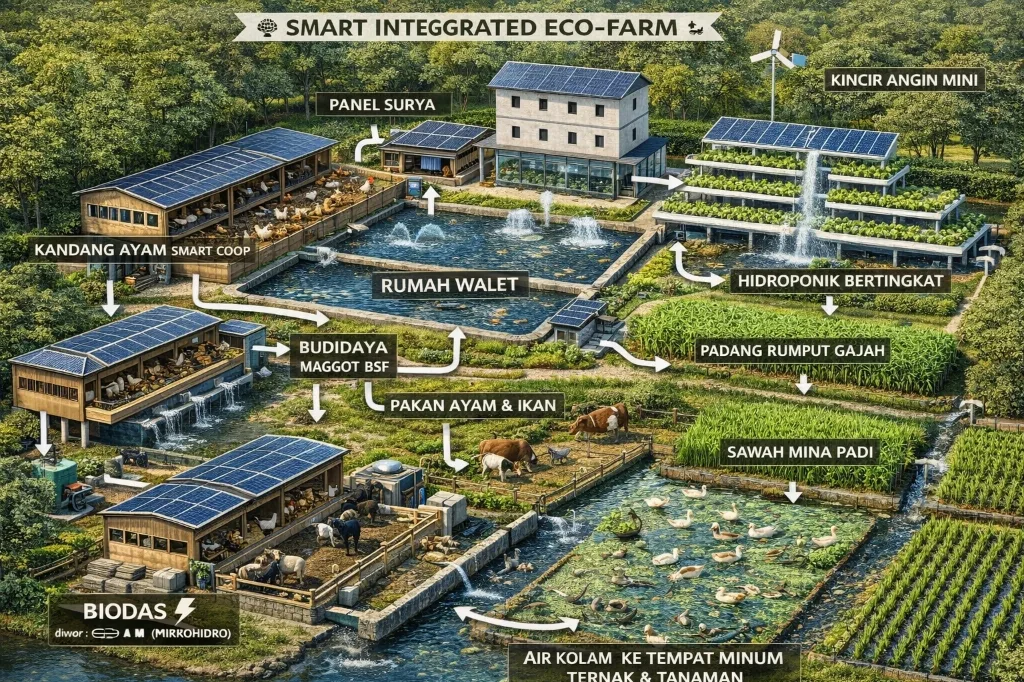 SMART INTEGGRATED ECO-FARM
KINCIR ANGIN MINI
PANEL SURYA
KANDANG AYAM SMART COOP
RUMAH WALET
HIDROPONIK BERTINGKAT
BUDIDAYA
MAGGOT BSF
PADANG RUMPUT GAJAH
PAKAN AYAM & IKAN
SAWAH MINA PADI
BIODAS
diwor : A M (MIRKOHIDRO)
AIR KOLAM KE TEMPAT MINUM
TERNAK & TANAMAN